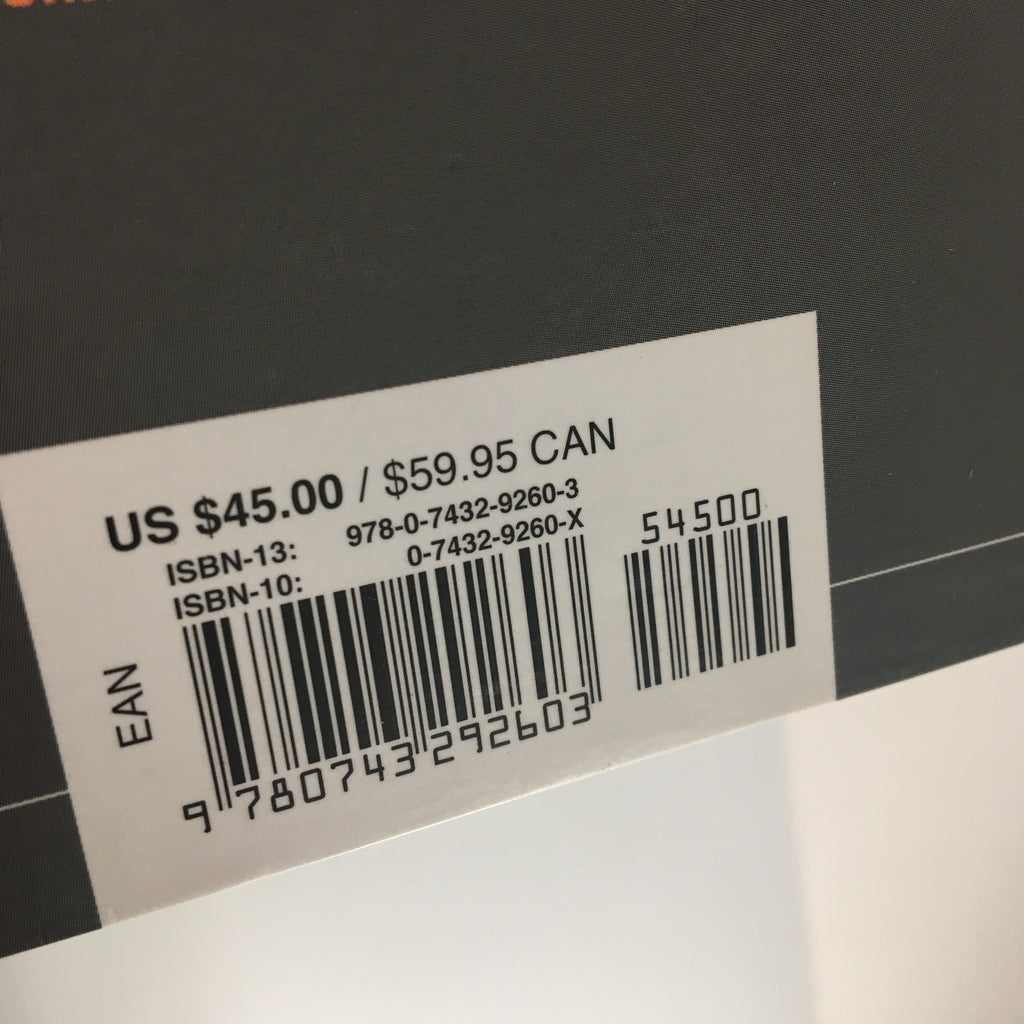 US $45.00 / $59.95 CAN
ISBN-13: 978-0-7432-9260-3
ISBN-10: 0-7432-9260-X
54500
EAN
9 780743 292603